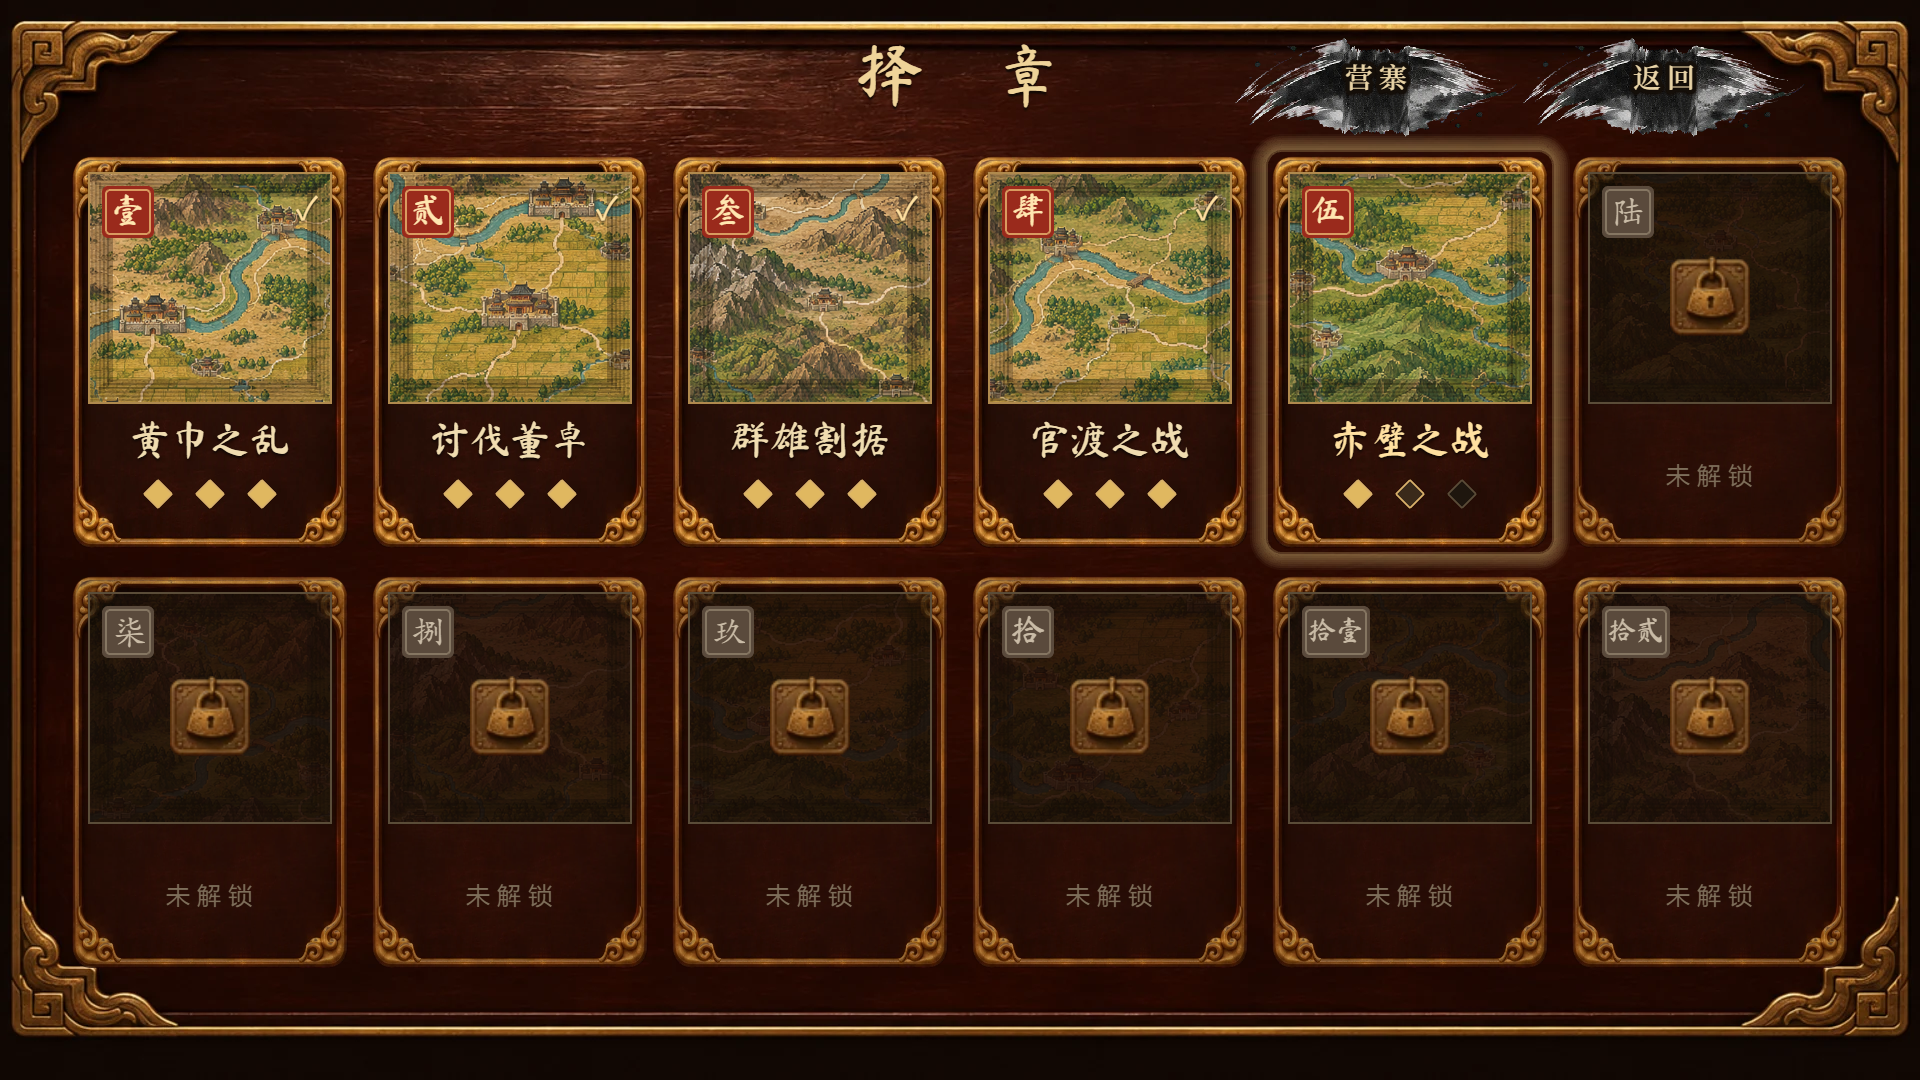 择 章
营寨
返回
壹
黄巾之乱
贰
讨伐董卓
叁
群雄割据
肆
官渡之战
伍
赤壁之战
陆
未解锁
柒
未解锁
捌
未解锁
玖
未解锁
拾
未解锁
拾壹
未解锁
拾贰
未解锁